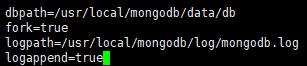 dbpath=/usr/local/mongodb/data/db
fork=true
logpath=/usr/local/mongodb/log/mongodb.log
logappend=true